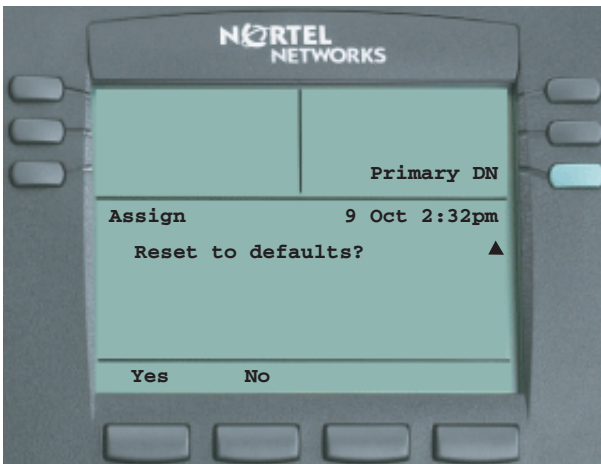 NORTEL
NETWORKS
Primary DN
Assign 9 Oct 2:32pm
Reset to defaults?
Yes No